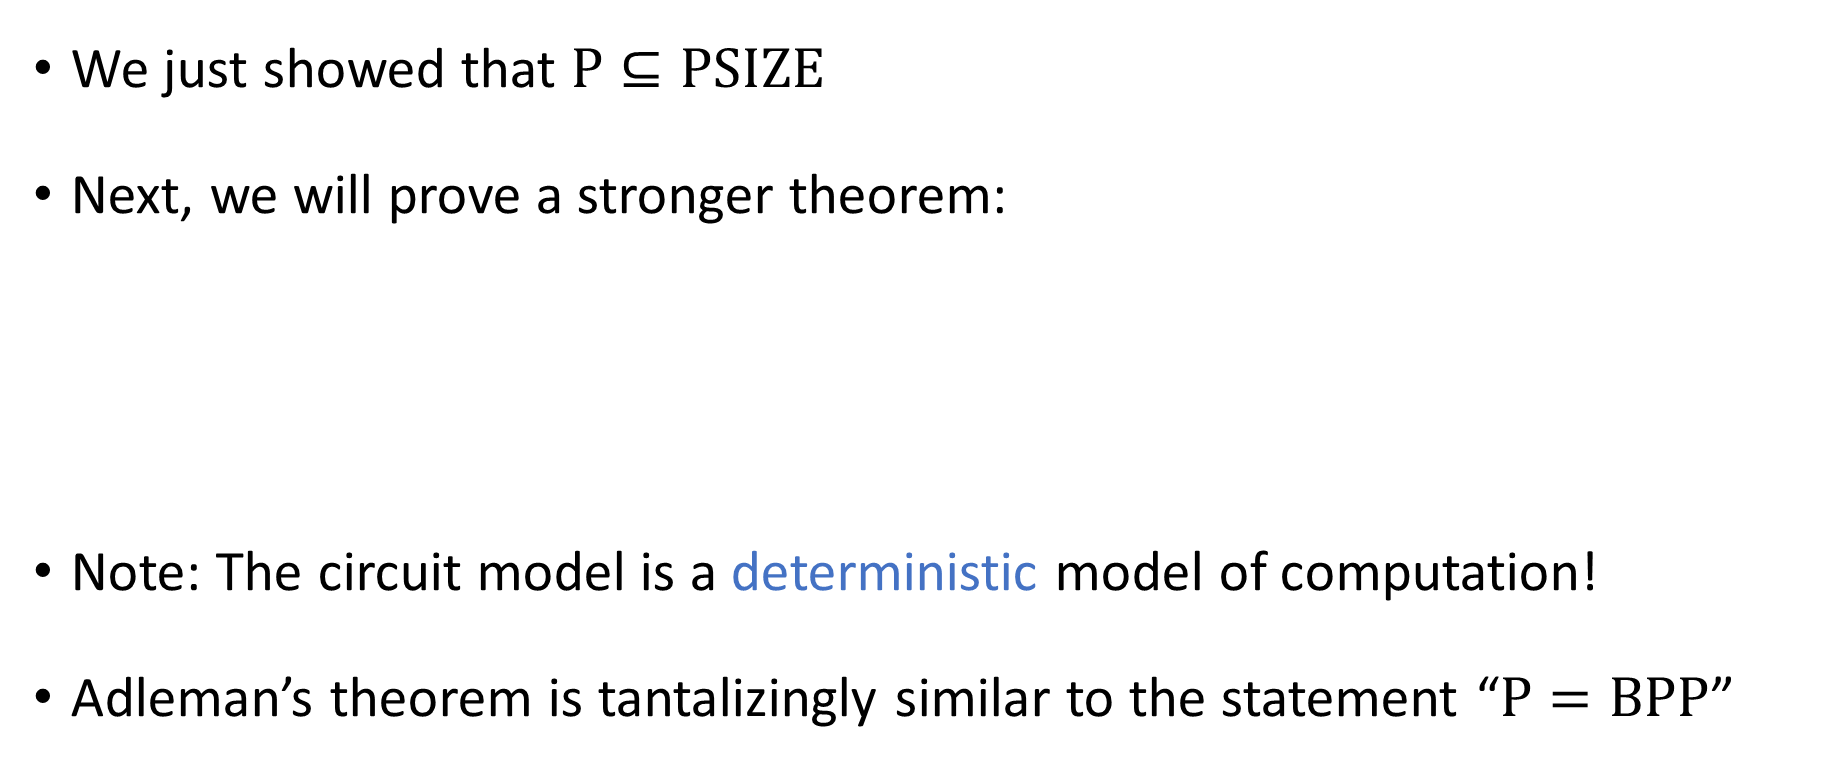 • We just showed that P ⊆ PSIZE
• Next, we will prove a stronger theorem:
• Note: The circuit model is a deterministic model of computation!
• Adleman’s theorem is tantalizingly similar to the statement “P = BPP”